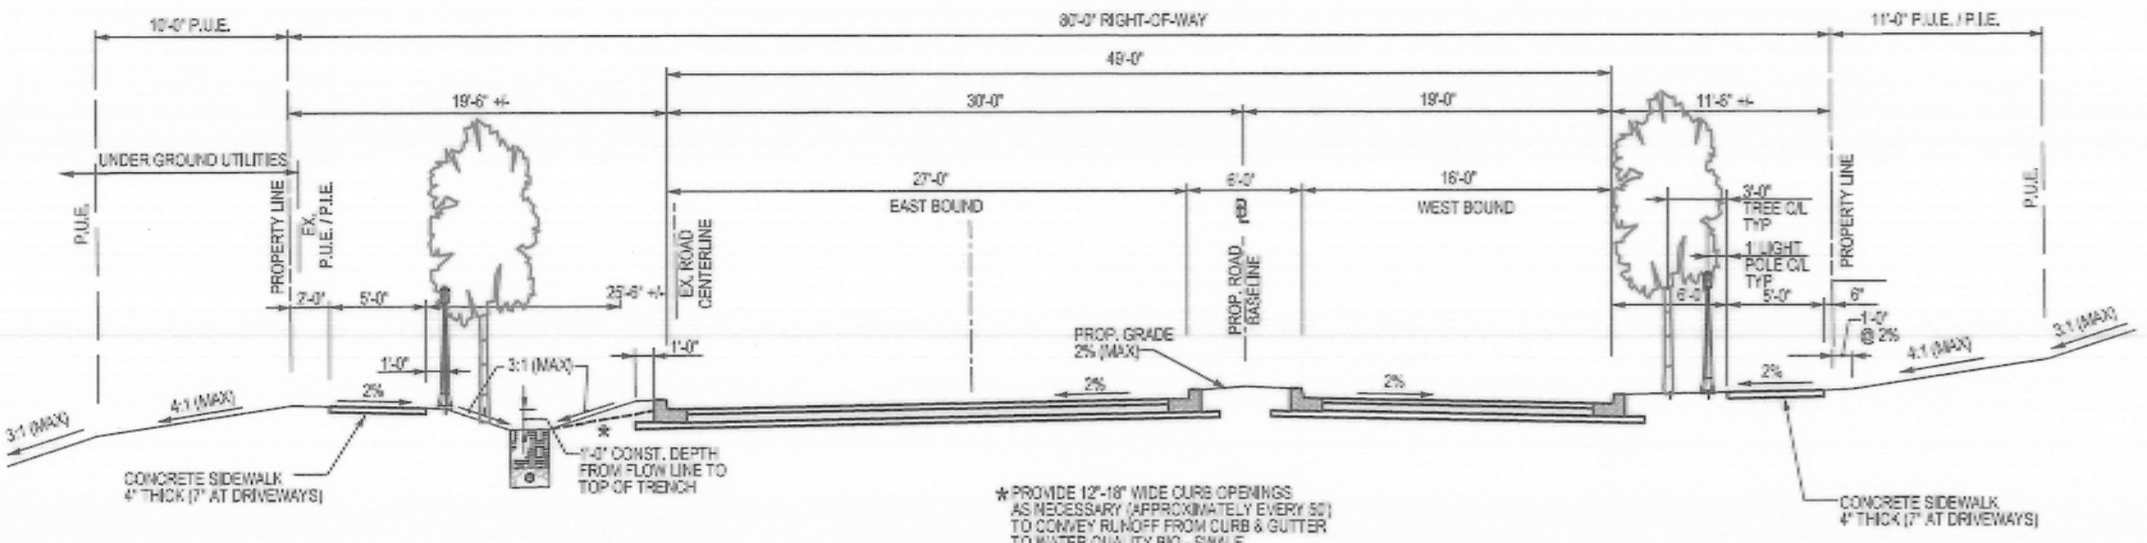 10'-0" P.U.E.
80'-0" RIGHT-OF-WAY
11'-0" P.U.E. / P.I.E.
49'-0"
19'-6" +/-
30'-0"
19'-0"
11'-6" +/-
UNDER GROUND UTILITIES
27'-0"
6'-0"
16'-0"
EAST BOUND
WEST BOUND
3'-0"
TREE C/L
TYP
1' LIGHT
POLE C/L
TYP
P.U.E.
PROPERTY LINE
EX.
P.U.E. / P.I.E.
EX. ROAD
CENTERLINE
PROP. ROAD
BASELINE
PROPERTY LINE
P.U.E.
2'-0"
5'-0"
25'-6" +/-
6'-0"
5'-0"
6"
1'-0"
@ 2%
1'-0"
1'-0"
3:1 (MAX)
PROP. GRADE
2% (MAX)
3:1 (MAX)
4:1 (MAX)
2%
2%
2%
2%
4:1 (MAX)
3:1 (MAX)
*
1'-0" CONST. DEPTH
FROM FLOW LINE TO
TOP OF TRENCH
CONCRETE SIDEWALK
4" THICK (7" AT DRIVEWAYS)
* PROVIDE 12"-18" WIDE CURB OPENINGS
AS NECESSARY (APPROXIMATELY EVERY 50')
TO CONVEY RUNOFF FROM CURB & GUTTER
TO WATER QUALITY BIO - SWALE
CONCRETE SIDEWALK
4" THICK (7" AT DRIVEWAYS)